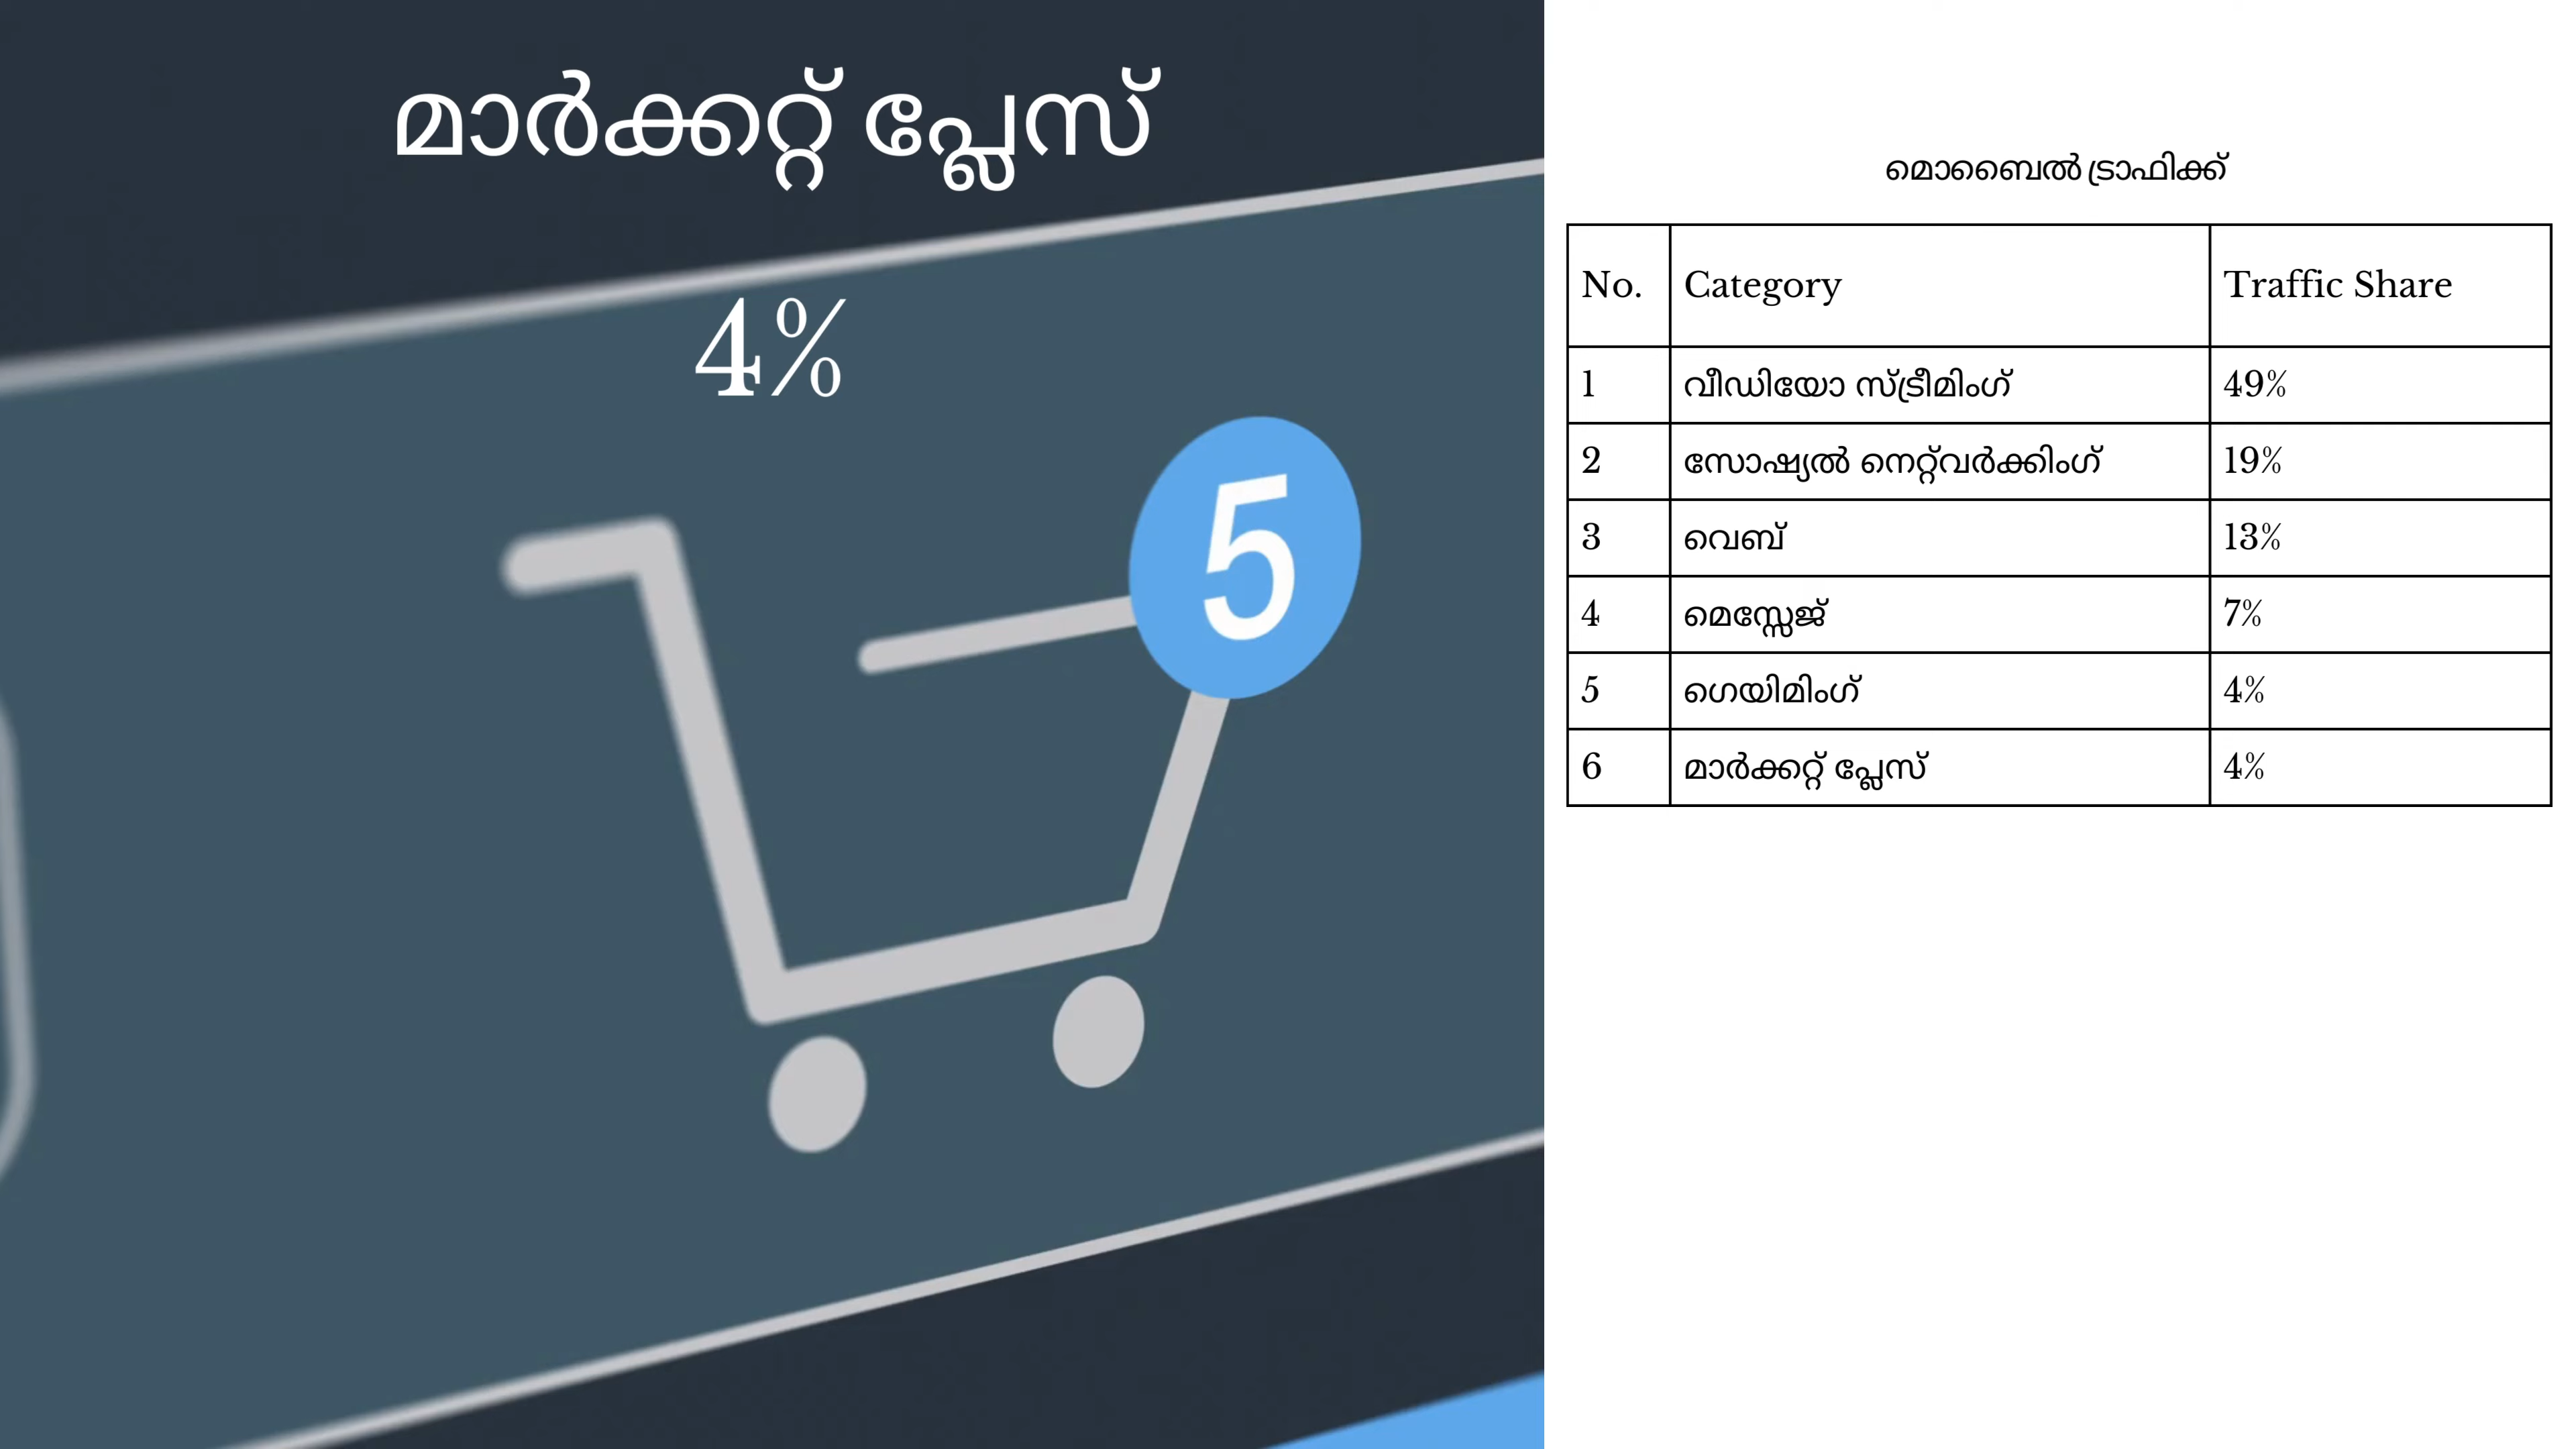 മാർക്കറ്റ് പ്ലേസ്
4%
5
മൊബൈൽ ട്രാഫിക്ക്
No. Category Traffic Share
1 വീഡിയോ സ്ട്രീമിംഗ് 49%
2 സോഷ്യൽ നെറ്റ്‌വർക്കിംഗ് 19%
3 വെബ് 13%
4 മെസ്സേജ് 7%
5 ഗെയിമിംഗ് 4%
6 മാർക്കറ്റ് പ്ലേസ് 4%